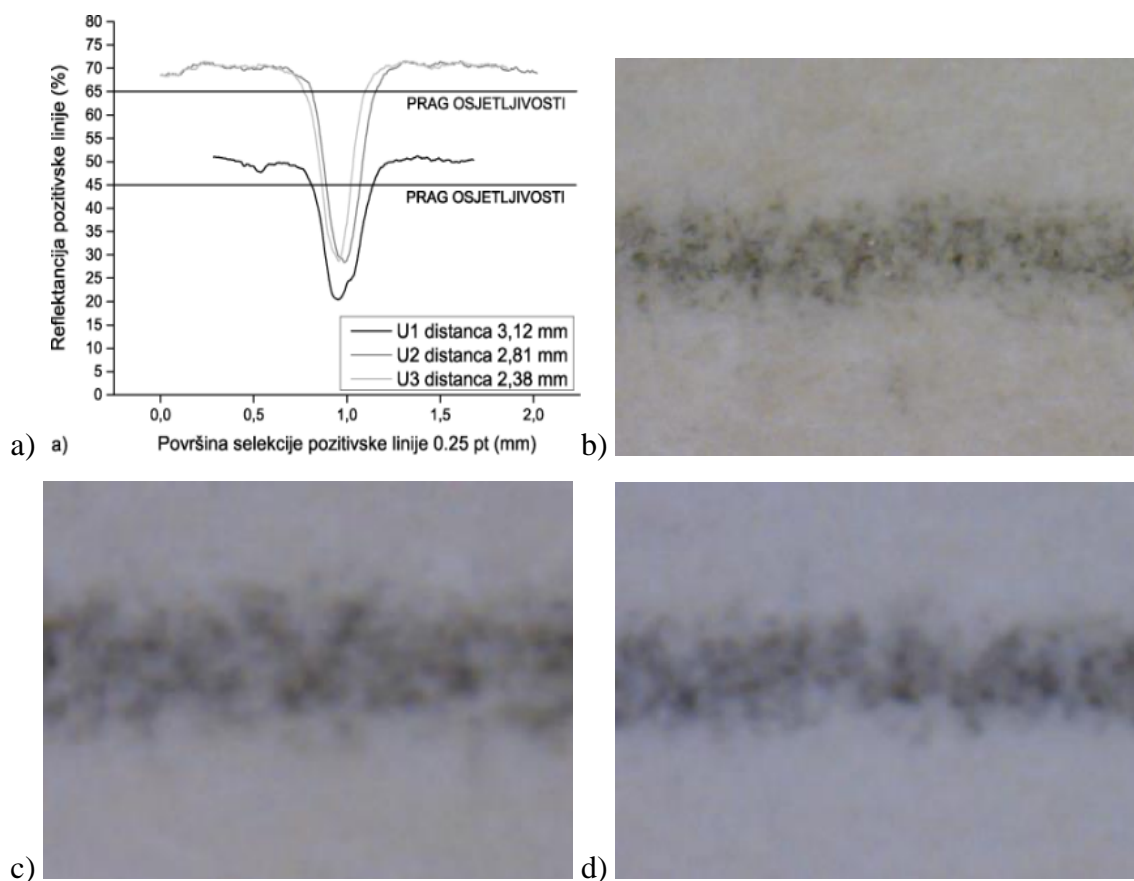 80
75
70
65
60
55
50
45
40
35
30
25
20
15
10
5
0
Reflektancija pozitivske linije (%)
PRAG OSJETLJIVOSTI
PRAG OSJETLJIVOSTI
U1 distanca 3,12 mm
U2 distanca 2,81 mm
U3 distanca 2,38 mm
0,0 0,5 1,0 1,5 2,0
Površina selekcije pozitivske linije 0.25 pt (mm)
a) a)
b)
c)
d)